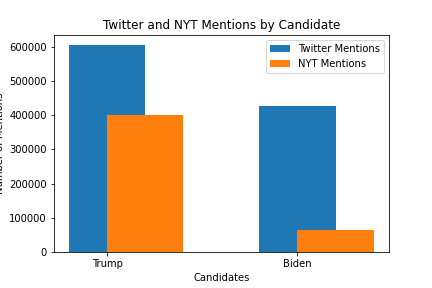 Twitter and NYT Mentions by Candidate
Twitter Mentions
NYT Mentions
600000
500000
400000
300000
200000
100000
0
Trump
Biden
Candidates